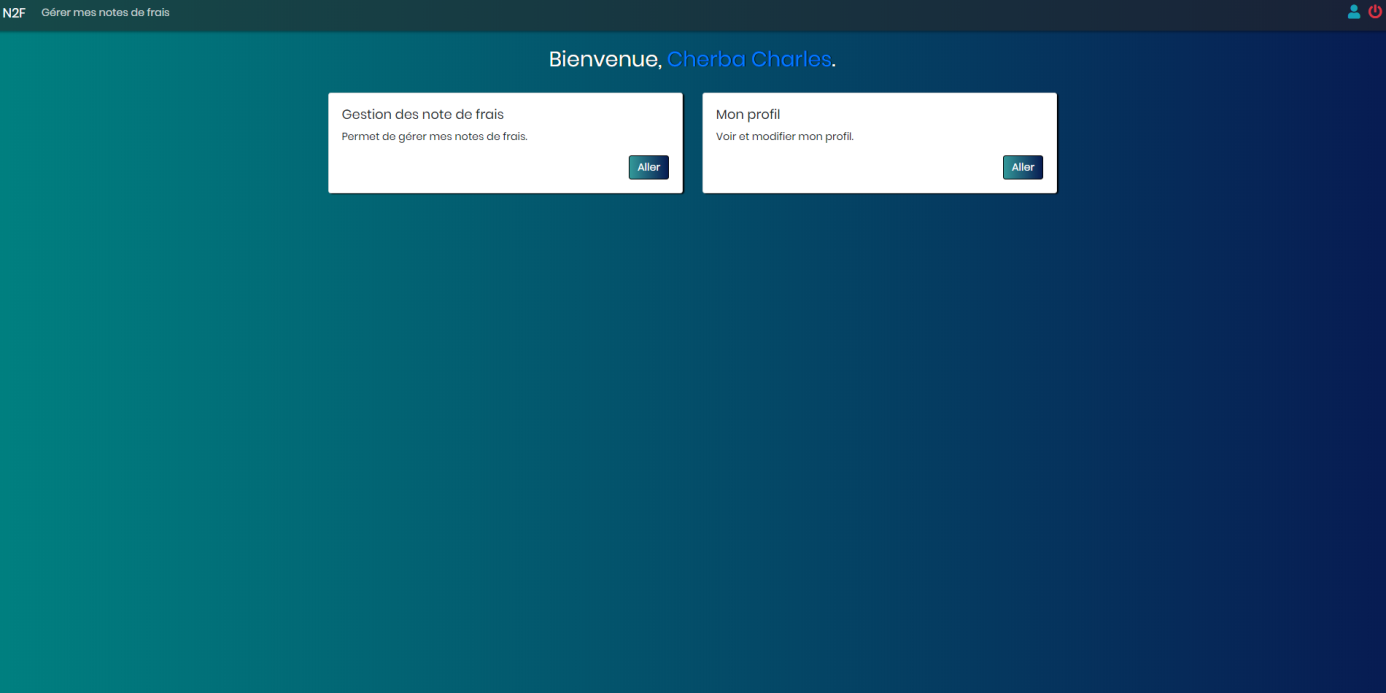 N2F Gérer mes notes de frais
Bienvenue, Cherba Charles.
Gestion des note de frais
Permet de gérer mes notes de frais.
Aller
Mon profil
Voir et modifier mon profil.
Aller